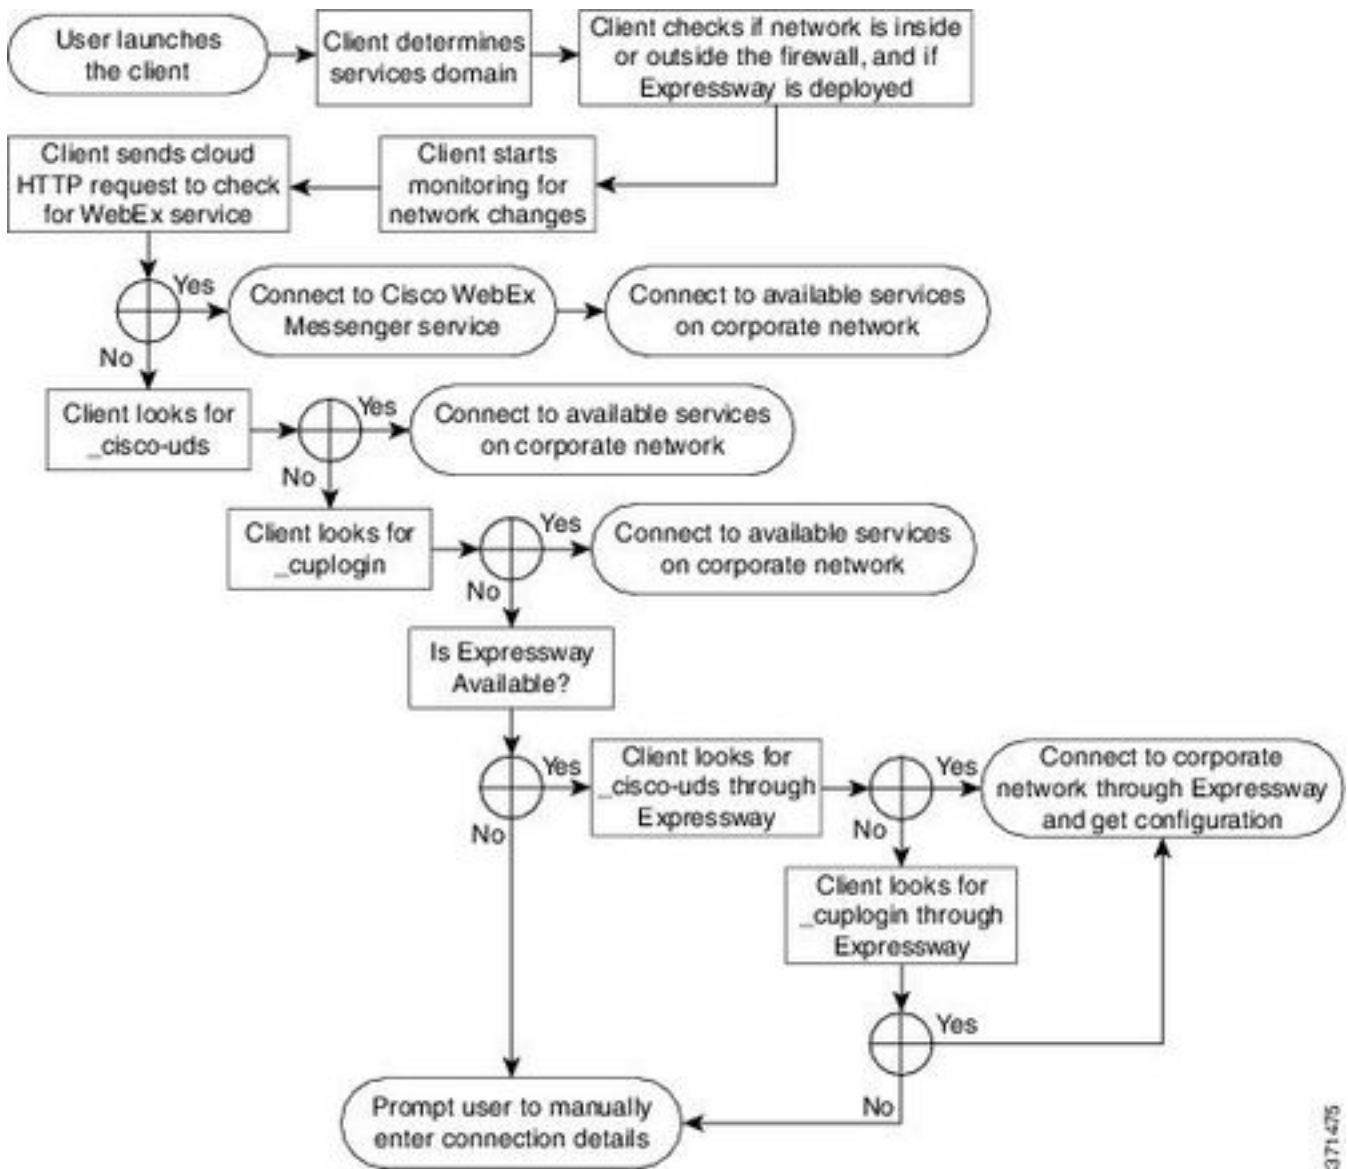 User launches
the client
Client determines
services domain
Client checks if network is inside
or outside the firewall, and if
Expressway is deployed
Client sends cloud
HTTP request to check
for WebEx service
Client starts
monitoring for
network changes
Yes
Connect to Cisco WebEx
Messenger service
Connect to available services
on corporate network
No
Client looks for
_cisco-uds
Yes
Connect to available services
on corporate network
No
Client looks for
_cuplogin
Yes
Connect to available services
on corporate network
No
Is Expressway
Available?
Yes
Client looks for
_cisco-uds through
Expressway
Yes
Connect to corporate
network through Expressway
and get configuration
No
No
Client looks for
_cuplogin through
Expressway
Yes
No
Prompt user to manually
enter connection details
371475